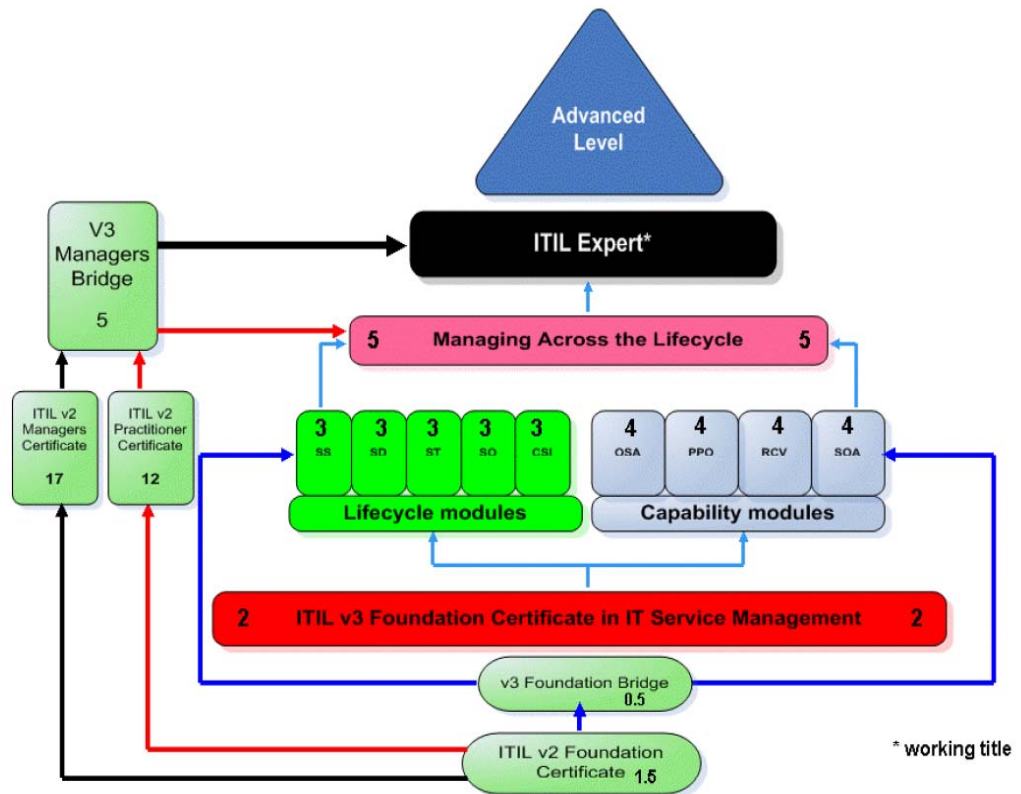 Advanced
Level
ITIL Expert*
V3
Managers
Bridge
5
5 Managing Across the Lifecycle 5
ITIL v2
Managers
Certificate
17
ITIL v2
Practitioner
Certificate
12
3 3 3 3 3
SS SD ST SO CSI
Lifecycle modules
4 4 4 4
OSA PPO RCV SOA
Capability modules
2 ITIL v3 Foundation Certificate in IT Service Management 2
v3 Foundation Bridge
0.5
ITIL v2 Foundation
Certificate 1.5
* working title